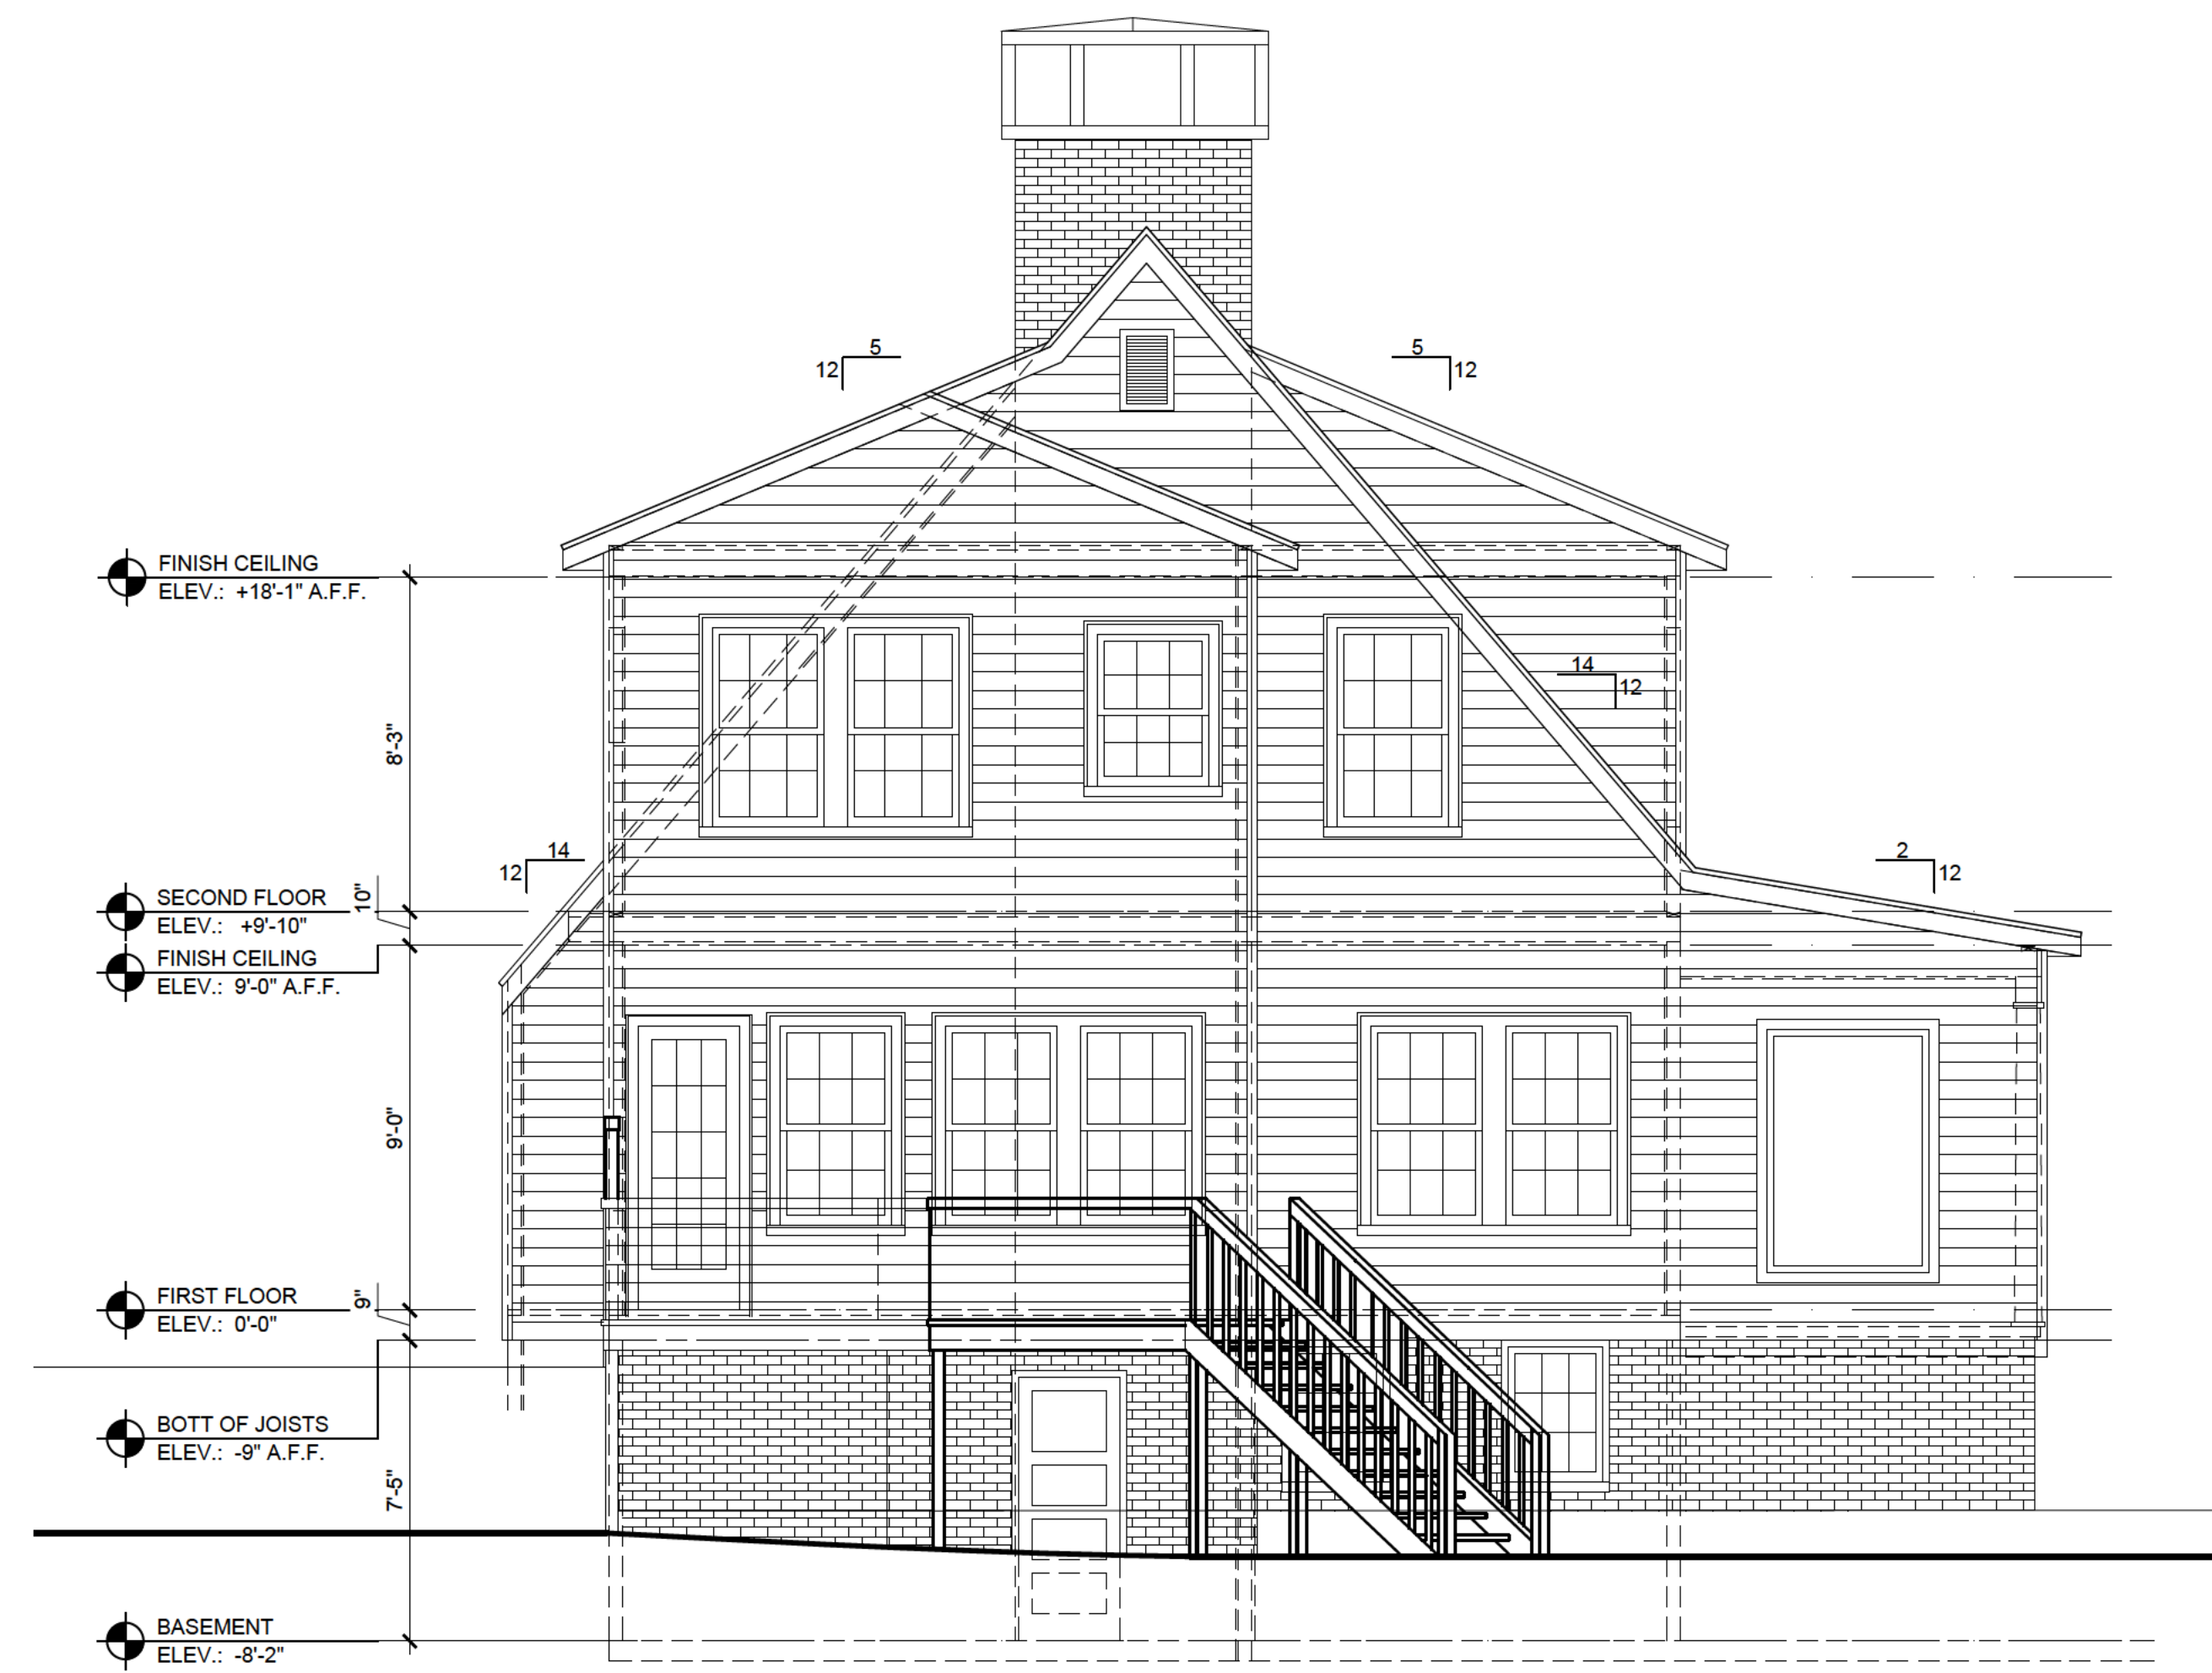 5
12
5
12
FINISH CEILING
ELEV.: +18'-1" A.F.F.
14
12
8'-3"
14
12
2
12
SECOND FLOOR
ELEV.: +9'-10"
10"
FINISH CEILING
ELEV.: 9'-0" A.F.F.
9'-0"
FIRST FLOOR
ELEV.: 0'-0"
9"
BOTT OF JOISTS
ELEV.: -9" A.F.F.
7'-5"
BASEMENT
ELEV.: -8'-2"